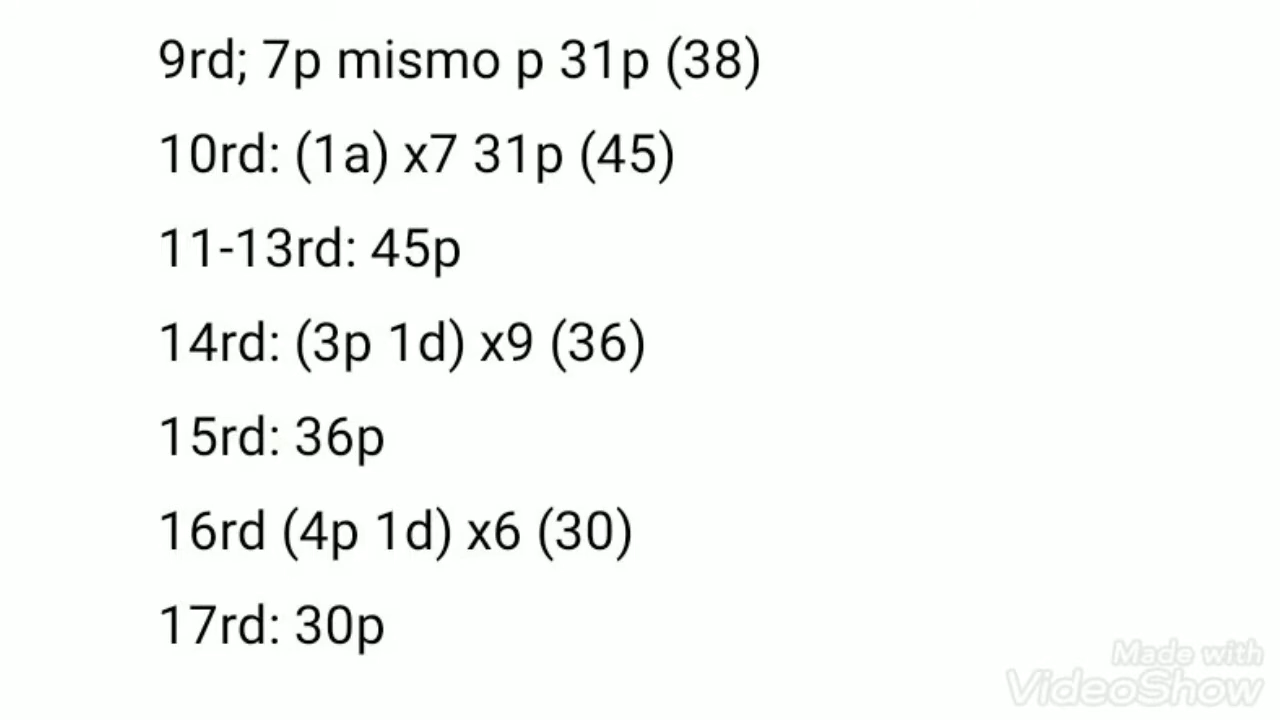 9rd; 7p mismo p 31p (38)
10rd: (1a) x7 31p (45)
11-13rd: 45p
14rd: (3p 1d) x9 (36)
15rd: 36p
16rd (4p 1d) x6 (30)
17rd: 30p
Made with
VideoShow